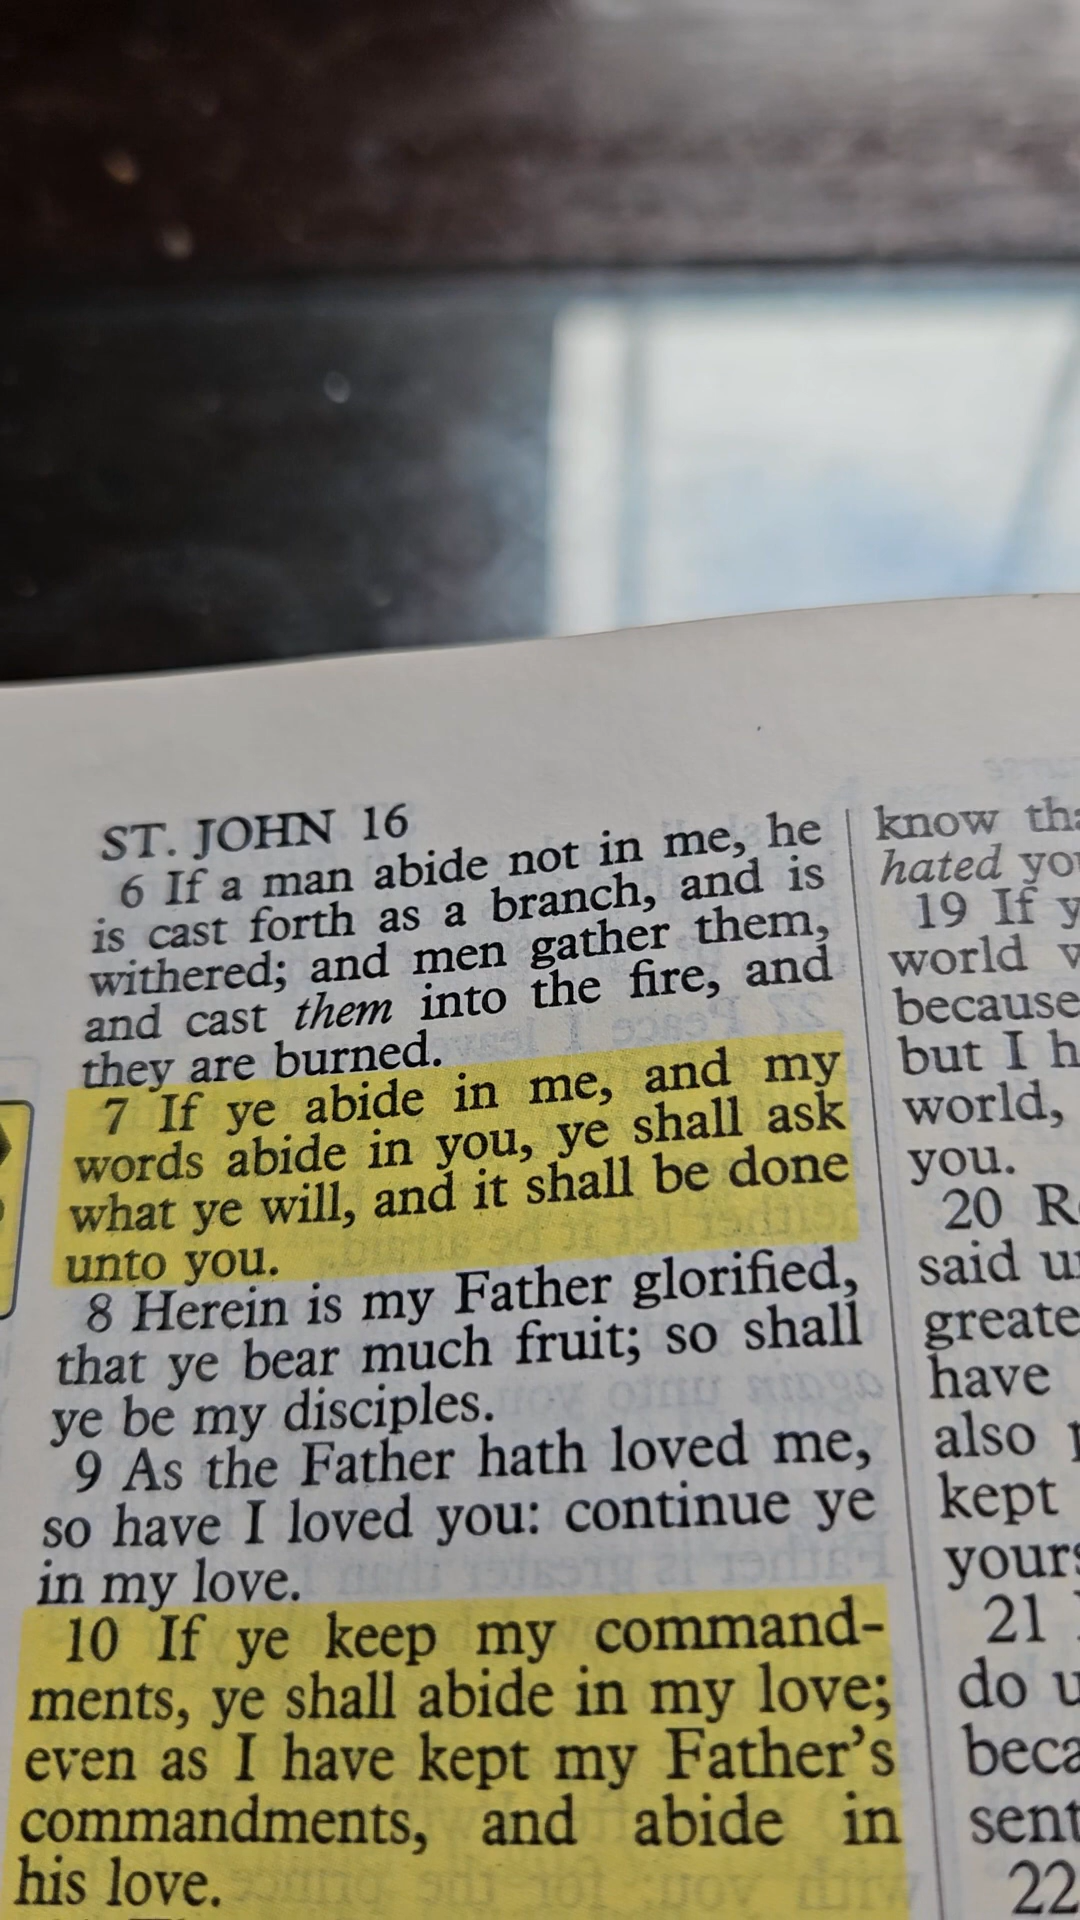 ST. JOHN 16
6 If a man abide not in me, he
is cast forth as a branch, and is
withered; and men gather them,
and cast them into the fire, and
they are burned.
7 If ye abide in me, and my
words abide in you, ye shall ask
what ye will, and it shall be done
unto you.
8 Herein is my Father glorified,
that ye bear much fruit; so shall
ye be my disciples.
9 As the Father hath loved me,
so have I loved you: continue ye
in my love.
10 If ye keep my command-
ments, ye shall abide in my love;
even as I have kept my Father's
commandments, and abide in
his love.
know
hated
19 If
world
because
but I
world,
you.
20
said
have
also
kept
21
do
sent
22